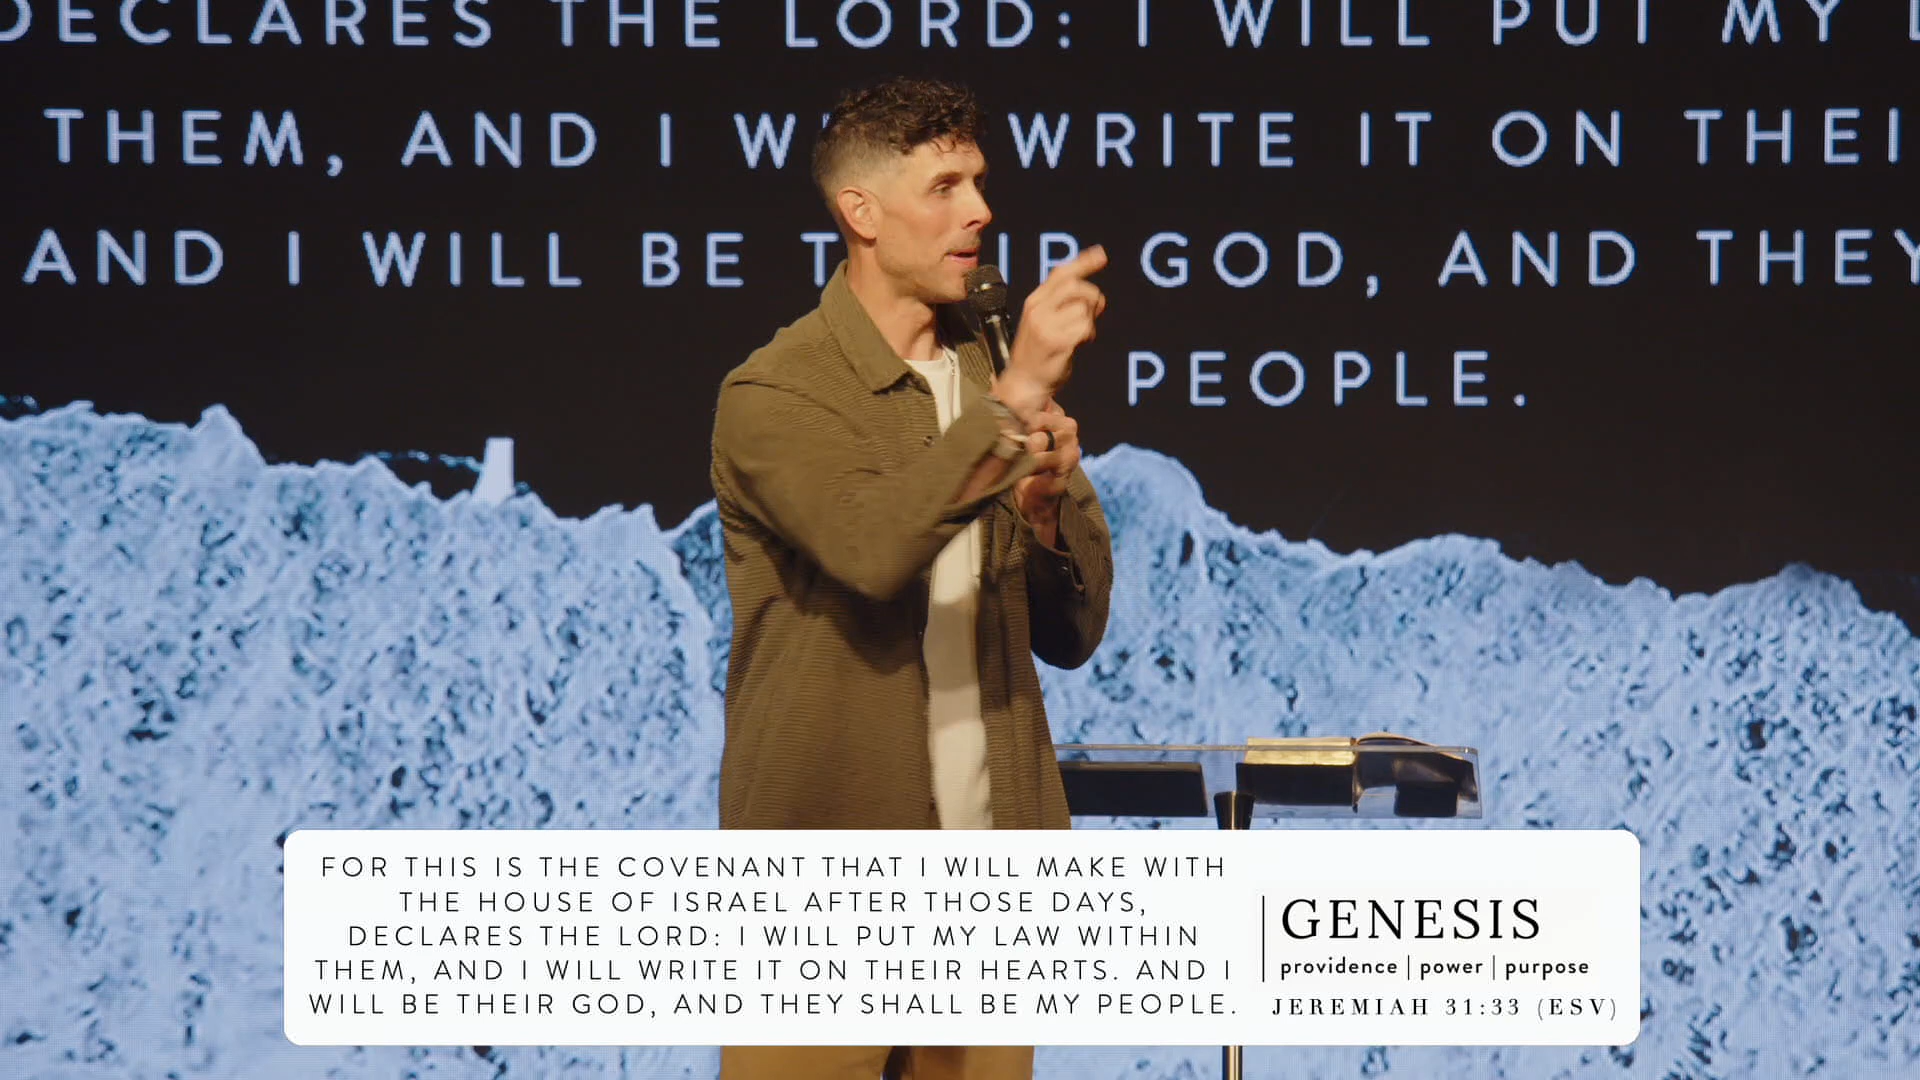 DECLARES THE LORD: I WILL PUT MY
THEM, AND I WRITE IT ON THEI
AND I WILL BE GOD, AND THEY
PEOPLE.
FOR THIS IS THE COVENANT THAT I WILL MAKE WITH
THE HOUSE OF ISRAEL AFTER THOSE DAYS,
DECLARES THE LORD: I WILL PUT MY LAW WITHIN
THEM, AND I WILL WRITE IT ON THEIR HEARTS. AND I
WILL BE THEIR GOD, AND THEY SHALL BE MY PEOPLE.
GENESIS
providence | power | purpose
JEREMIAH 31:33 (ESV)